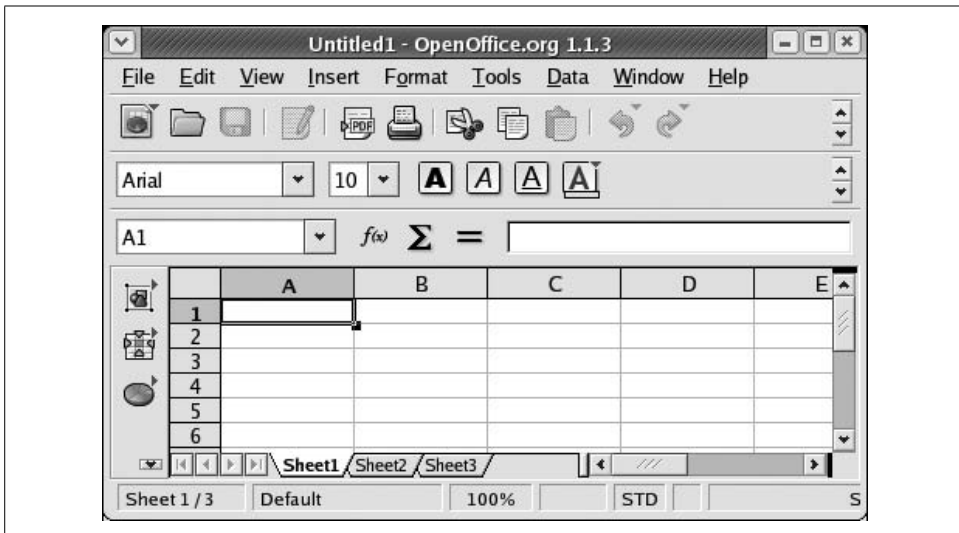 Untitled1 - OpenOffice.org 1.1.3
File Edit View Insert Format Tools Data Window Help
PDF
Arial 10 A A A A
A1 f(x) Σ =
A B C D E
1
2
3
4
5
6
Sheet1 Sheet2 Sheet3
Sheet 1 / 3 Default 100% STD S